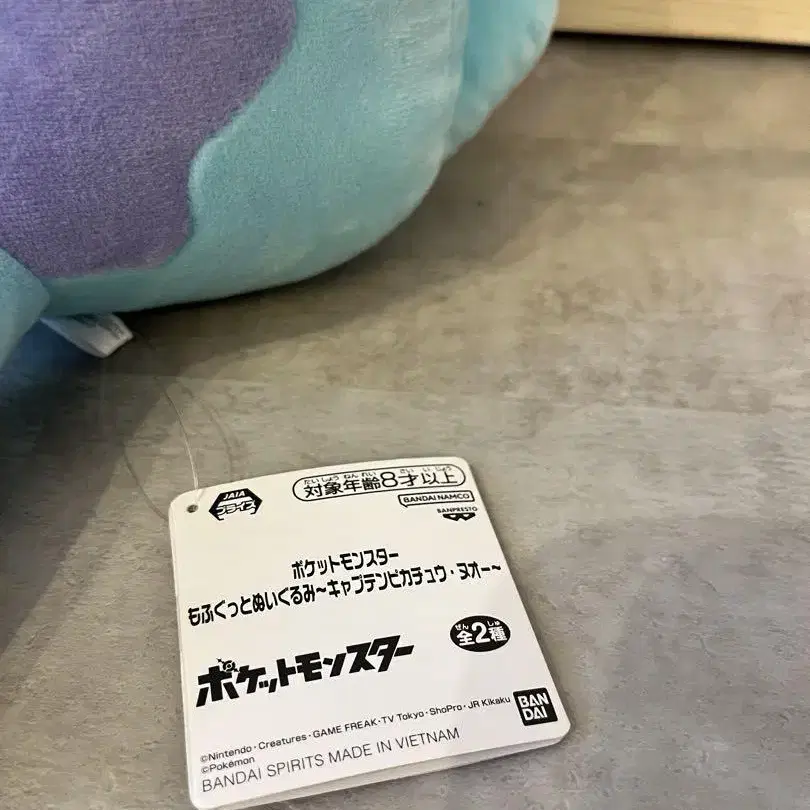 JAIA
プライズ
たいしょうねんれい さい いじょう
対象年齢8才以上
BANDAI NAMCO
BANPRESTO
ポケットモンスター
もふぐっとぬいぐるみ～キャプテンピカチュウ・ヌオー～
ぜん しゅ
全2種
ポケットモンスター
©Nintendo・Creatures・GAME FREAK・TV Tokyo・ShoPro・JR Kikaku
©Pokémon
BANDAI SPIRITS MADE IN VIETNAM
BAN
DAI